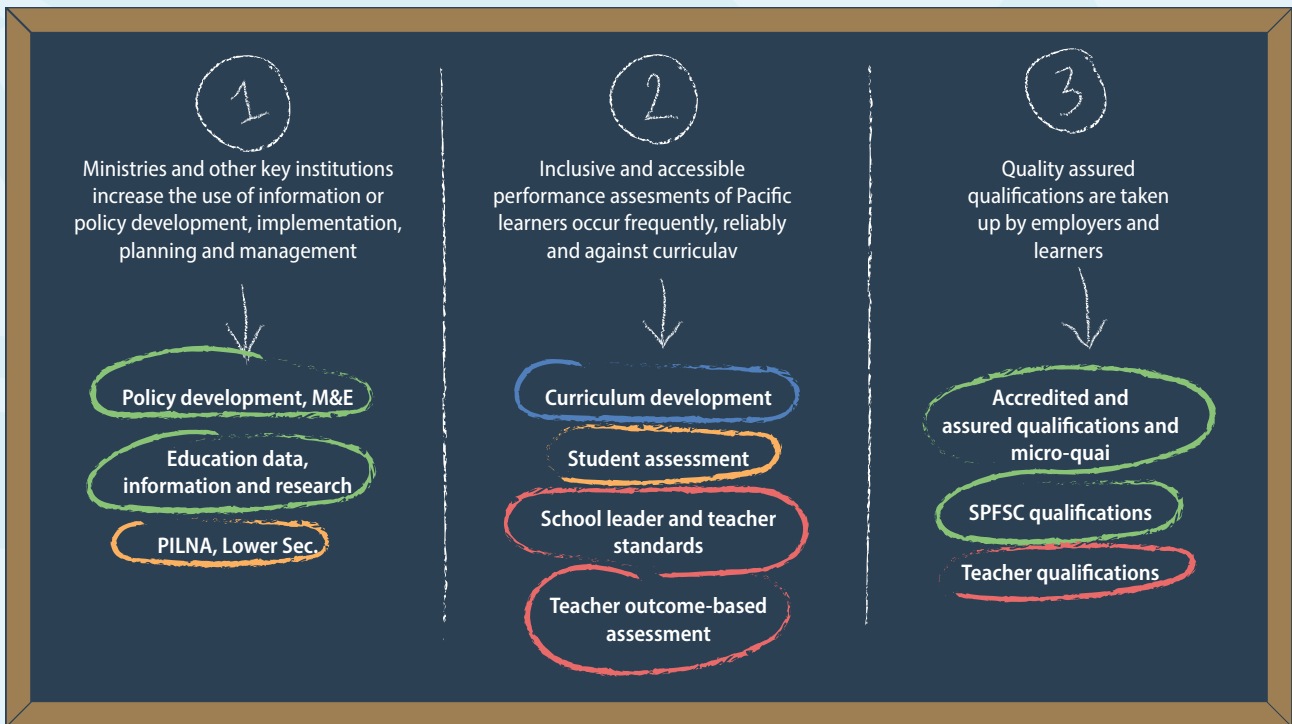 1
Ministries and other key institutions
increase the use of information or
policy development, implementation,
planning and management
Policy development, M&E
Education data,
information and research
PILNA, Lower Sec.
2
Inclusive and accessible
performance assesments of Pacific
learners occur frequently, reliably
and against curriculav
Curriculum development
Student assessment
School leader and teacher
standards
Teacher outcome-based
assessment
3
Quality assured
qualifications are taken
up by employers and
learners
Accredited and
assured qualifications and
micro-quai
SPFSC qualifications
Teacher qualifications